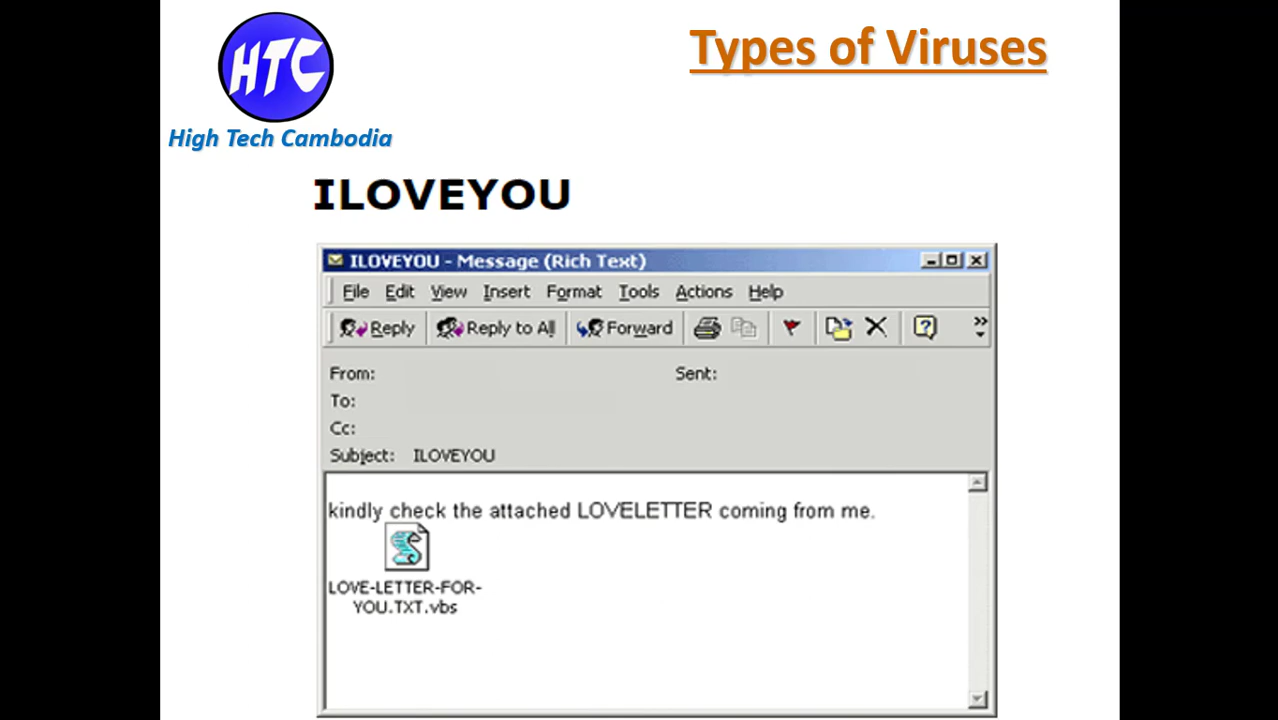 HTC
Types of Viruses
High Tech Cambodia
ILOVEYOU
ILOVEYOU - Message (Rich Text)
File Edit View Insert Format Tools Actions Help
Reply Reply to All Forward
From: Sent:
To:
Cc:
Subject: ILOVEYOU
kindly check the attached LOVELETTER coming from me.
LOVE-LETTER-FOR-
YOU.TXT.vbs